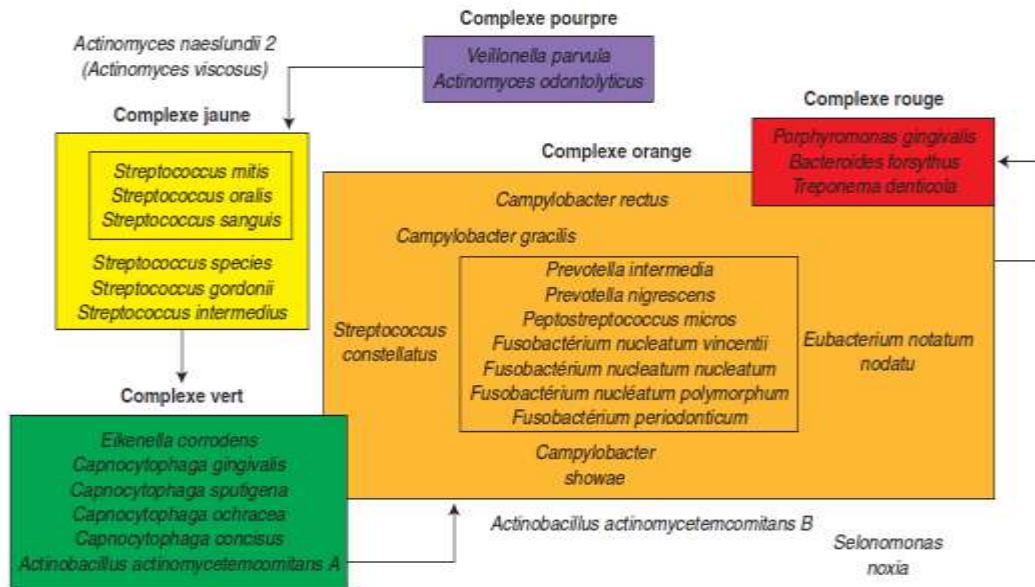 Complexe pourpre
Actinomyces naeslundii 2
(Actinomyces viscosus)
Veillonella parvula
Actinomyces odontolyticus
Complexe jaune
Streptococcus mitis
Streptococcus oralis
Streptococcus sanguis
Streptococcus species
Streptococcus gordonii
Streptococcus intermedius
Complexe rouge
Porphyromonas gingivalis
Bacteroides forsythus
Treponema denticola
Complexe orange
Campylobacter rectus
Campylobacter gracilis
Prevotella intermedia
Prevotella nigrescens
Peptostreptococcus micros
Fusobactérium nucleatum vincentii
Fusobactérium nucleatum nucleatum
Fusobactérium nucléatum polymorphum
Fusobactérium periodonticum
Streptococcus
constellatus
Eubacterium notatum
nodatu
Campylobacter
showae
Complexe vert
Eikenella corrodens
Capnocytophaga gingivalis
Capnocytophaga sputigena
Capnocytophaga ochracea
Capnocytophaga concisus
Actinobacillus actinomycetemcomitans A
Actinobacillus actinomycetemcomitans B
Selonomonas
noxia